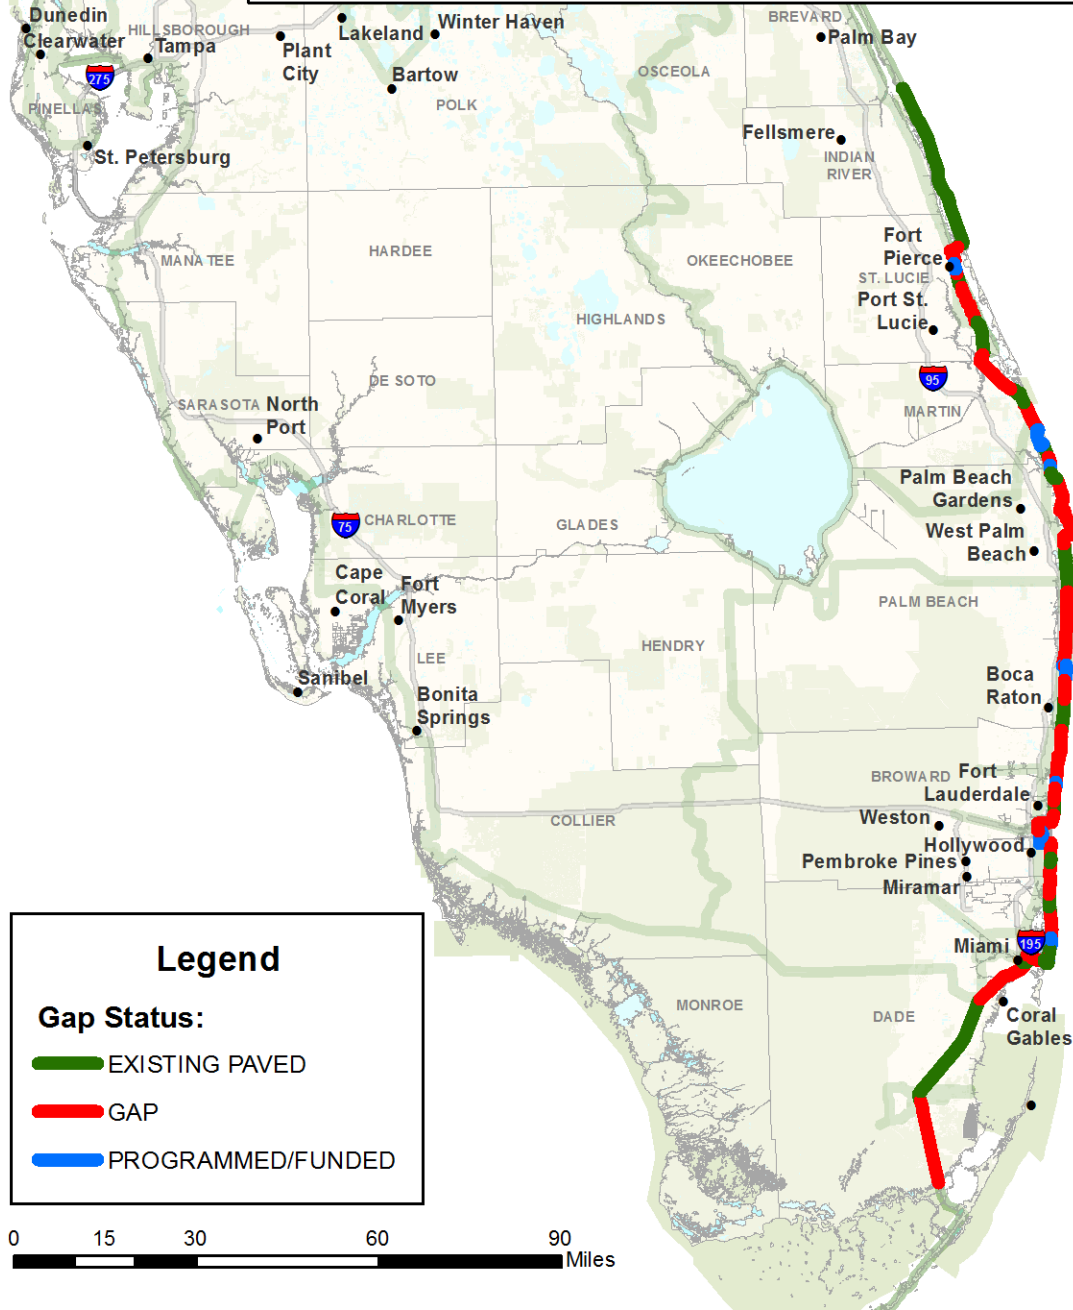 Dunedin
Winter Haven
BREVARD
Clearwater
HILLSBOROUGH
Lakeland
Palm Bay
Tampa
Plant
City
275
Bartow
OSCEOLA
PINELLAS
POLK
Fellsmere
St. Petersburg
INDIAN
RIVER
MANATEE
HARDEE
Fort
Pierce
OKEECHOBEE
ST. LUCIE
Port St.
Lucie
HIGHLANDS
DE SOTO
95
SARASOTA
North
Port
MARTIN
Palm Beach
Gardens
75
CHARLOTTE
GLADES
West Palm
Beach
Cape
Coral
Fort
Myers
PALM BEACH
HENDRY
LEE
Sanibel
Boca
Raton
Bonita
Springs
BROWARD
Fort
Lauderdale
COLLIER
Weston
Hollywood
Pembroke Pines
Miramar
Miami
195
MONROE
DADE
Coral
Gables
Legend
Gap Status:
EXISTING PAVED
GAP
PROGRAMMED/FUNDED
0 15 30 60 90
Miles